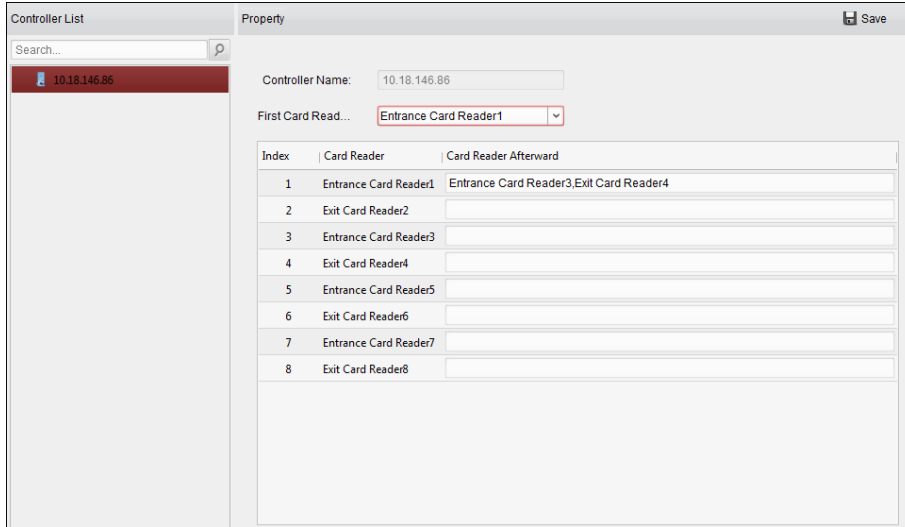 Controller List
Property
Save
Search...
10.18.146.86
Controller Name:
10.18.146.86
First Card Read...
Entrance Card Reader1
Index Card Reader Card Reader Afterward
1 Entrance Card Reader1 Entrance Card Reader3,Exit Card Reader4
2 Exit Card Reader2
3 Entrance Card Reader3
4 Exit Card Reader4
5 Entrance Card Reader5
6 Exit Card Reader6
7 Entrance Card Reader7
8 Exit Card Reader8